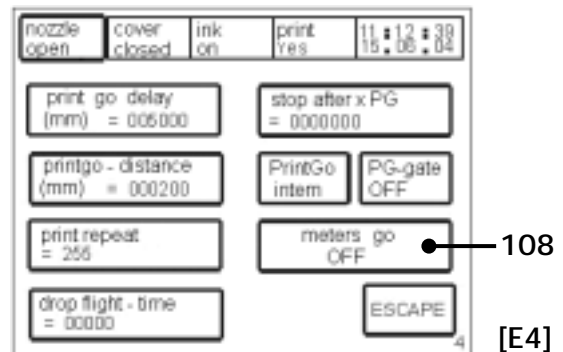 nozzle open
cover closed
ink on
print Yes
11:12:39
15.06.04
print go delay
(mm) = 005000
stop after x PG
= 0000000
printgo - distance
(mm) = 000200
PrintGo intern
PG-gate OFF
print repeat
= 256
meters go
OFF
108
drop flight - time
= 00000
ESCAPE
4
[E4]